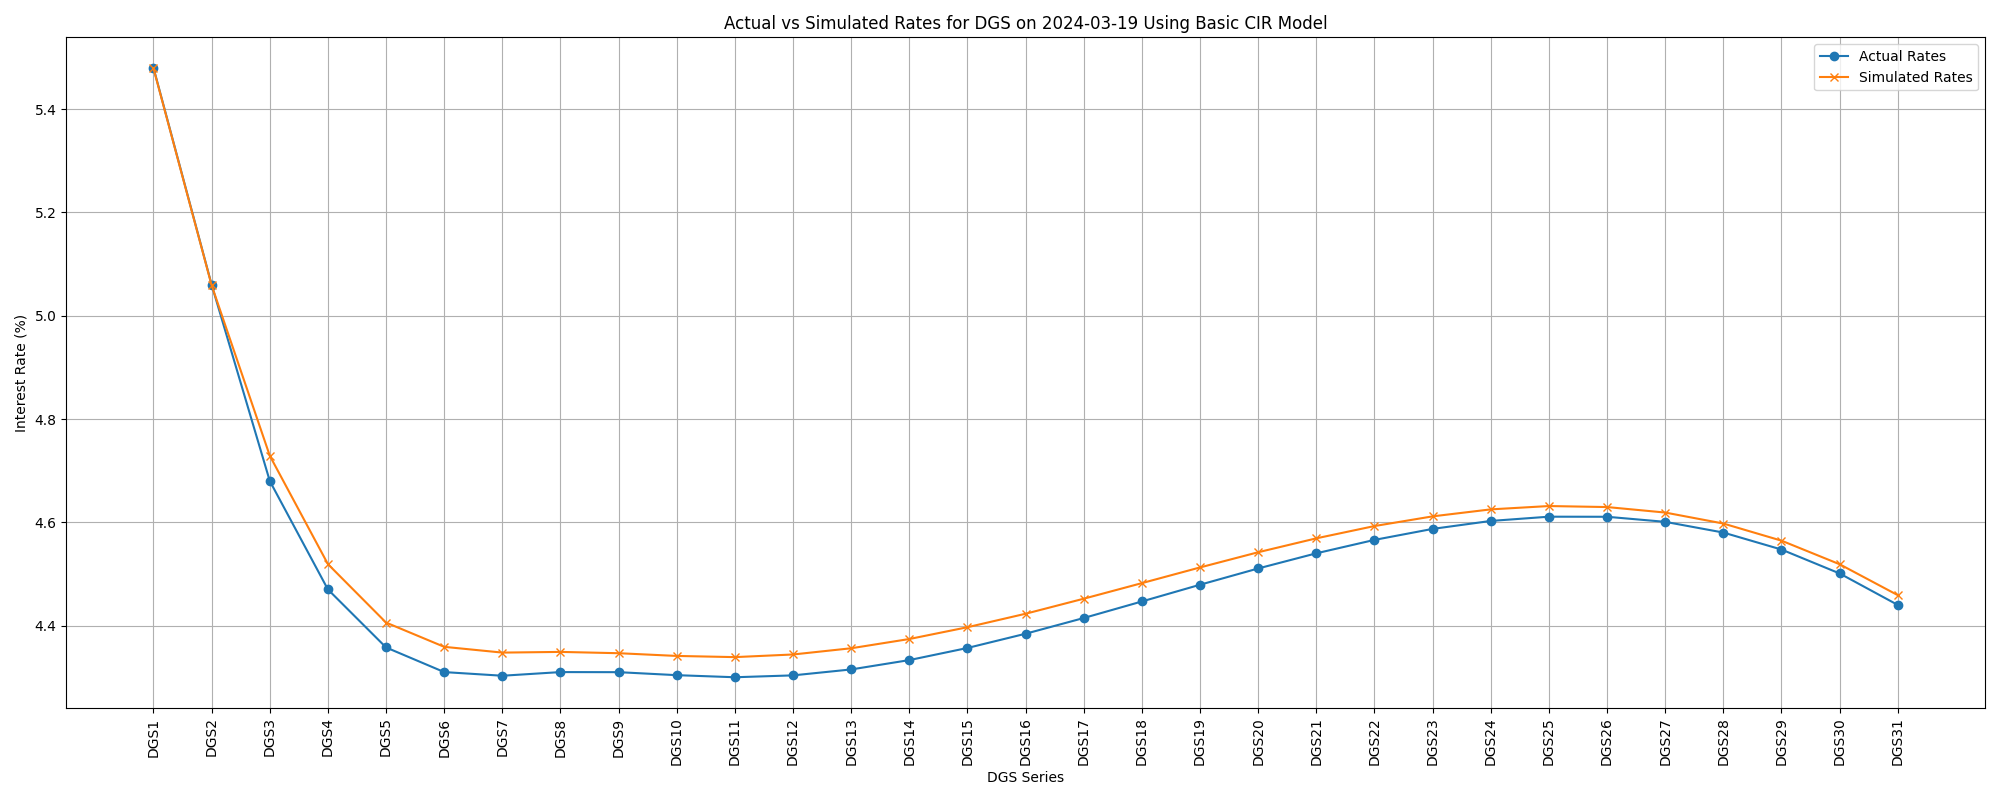 Actual vs Simulated Rates for DGS on 2024-03-19 Using Basic CIR Model
Actual Rates
Simulated Rates
Interest Rate (%)
5.4
5.2
5.0
4.8
4.6
4.4
DGS1
DGS2
DGS3
DGS4
DGS5
DGS6
DGS7
DGS8
DGS9
DGS10
DGS11
DGS12
DGS13
DGS14
DGS15
DGS16
DGS17
DGS18
DGS19
DGS20
DGS21
DGS22
DGS23
DGS24
DGS25
DGS26
DGS27
DGS28
DGS29
DGS30
DGS31
DGS Series